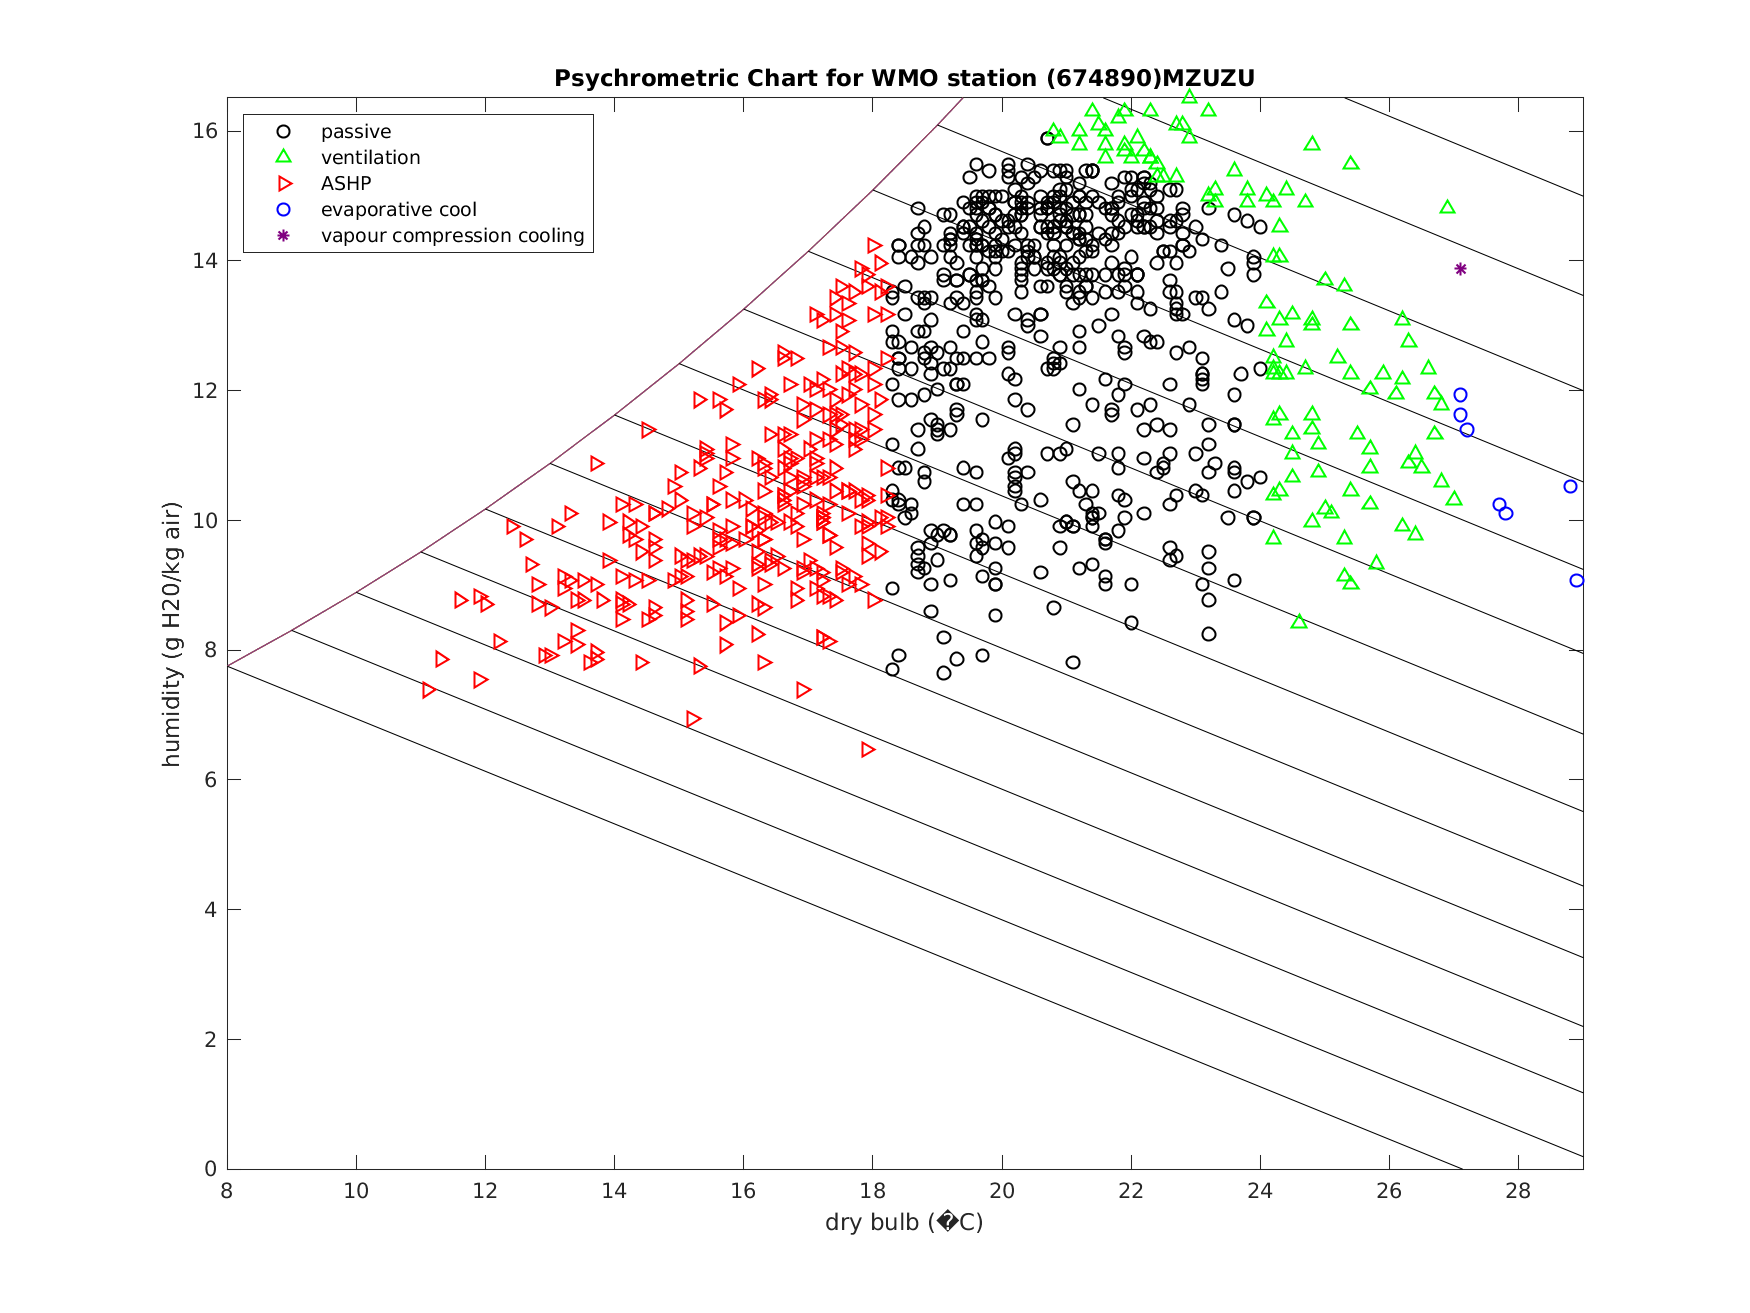 Psychrometric Chart for WMO station (674890)MZUZU
passive
ventilation
ASHP
evaporative cool
vapour compression cooling
humidity (g H20/kg air)
16
14
12
10
8
6
4
2
0
8 10 12 14 16 18 20 22 24 26 28
dry bulb (�C)